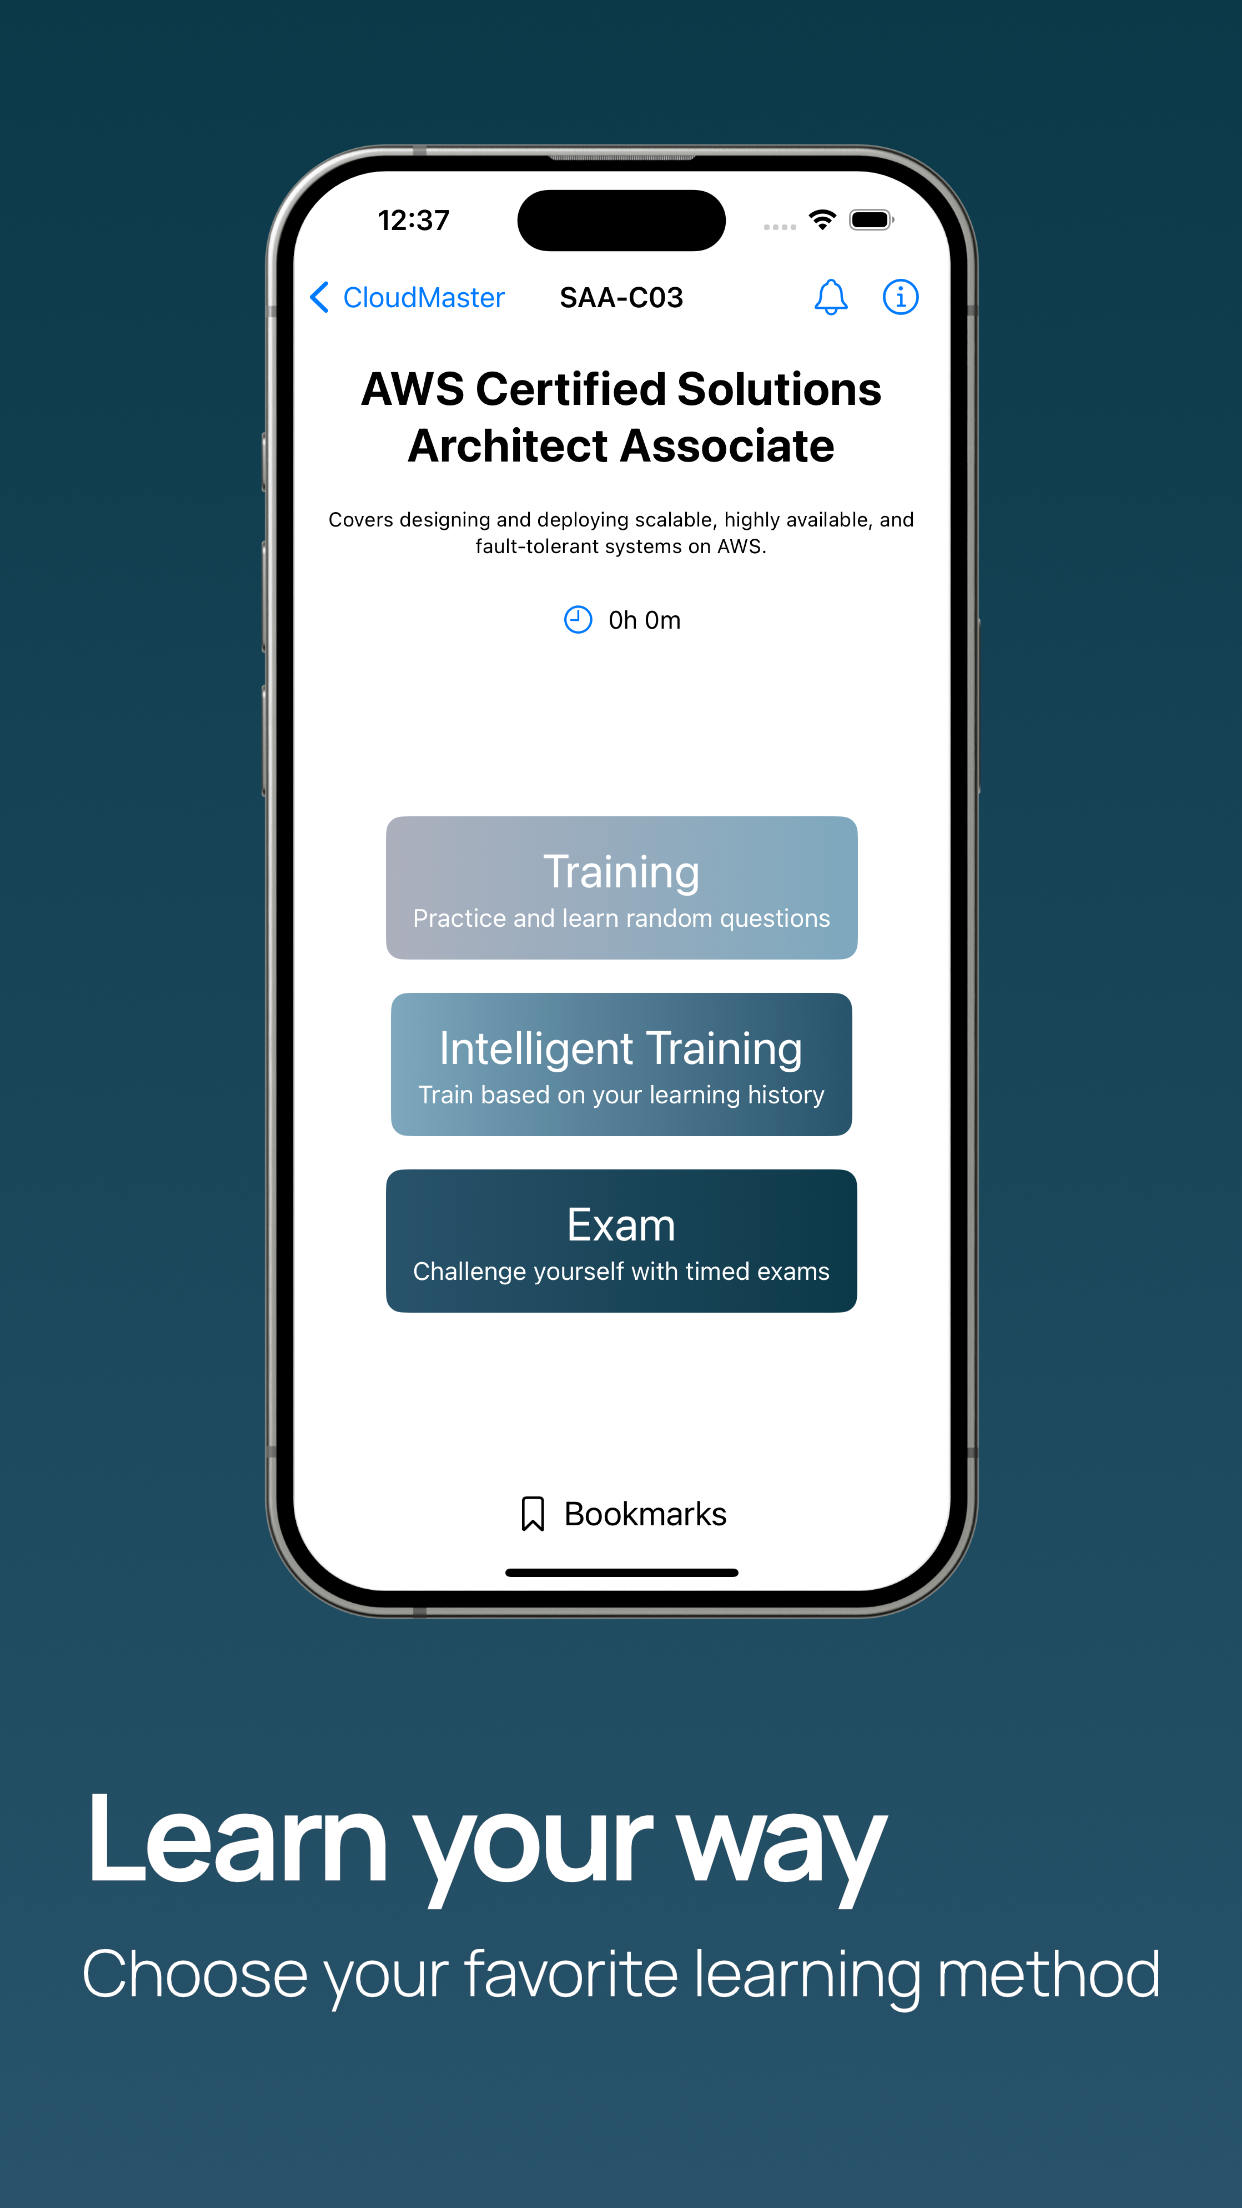 12:37
CloudMaster SAA-C03
AWS Certified Solutions
Architect Associate
Covers designing and deploying scalable, highly available, and
fault-tolerant systems on AWS.
0h 0m
Training
Practice and learn random questions
Intelligent Training
Train based on your learning history
Exam
Challenge yourself with timed exams
Bookmarks
Learn your way
Choose your favorite learning method